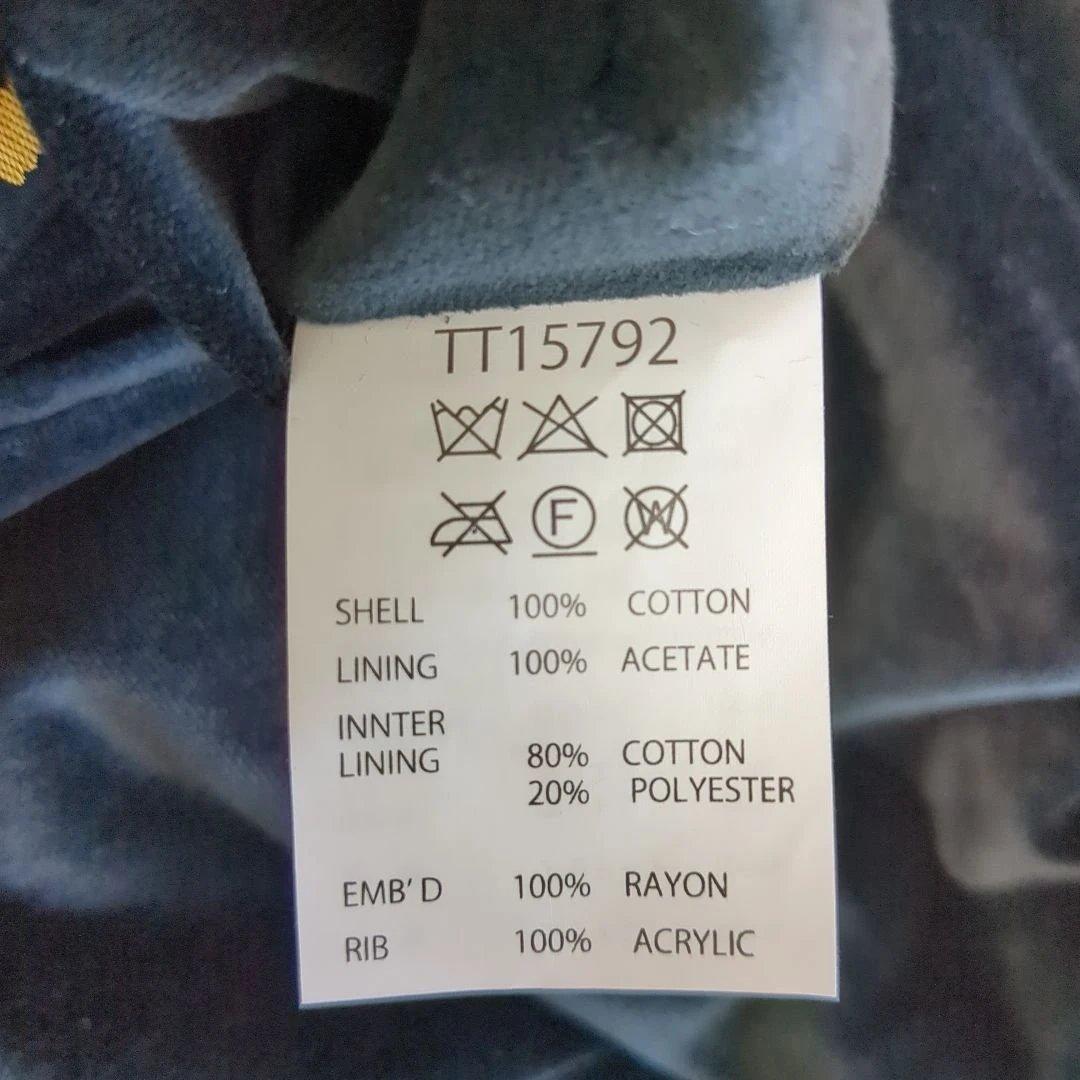 TT15792
F W
SHELL 100% COTTON
LINING 100% ACETATE
INNTER
LINING 80% COTTON
20% POLYESTER
EMB' D 100% RAYON
RIB 100% ACRYLIC